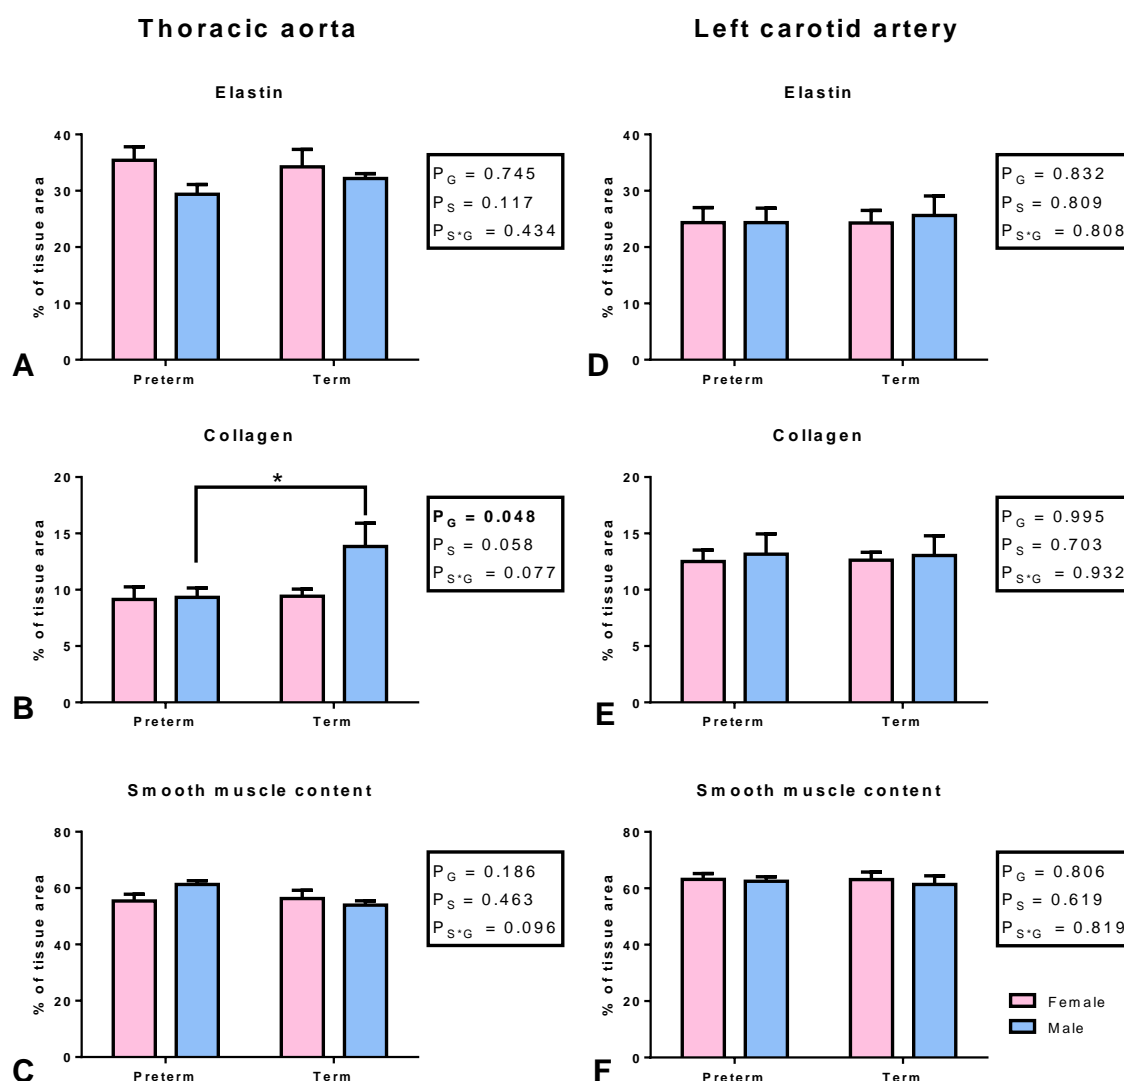 Thoracic aorta
Left carotid artery
Elastin
40
30
20
10
0
% of tissue area
Preterm
Term
P_G = 0.745
P_S = 0.117
P_S*G = 0.434
A
Elastin
40
30
20
10
0
% of tissue area
Preterm
Term
P_G = 0.832
P_S = 0.809
P_S*G = 0.808
D
Collagen
20
15
10
5
0
% of tissue area
*
Preterm
Term
P_G = 0.048
P_S = 0.058
P_S*G = 0.077
B
Collagen
20
15
10
5
0
% of tissue area
Preterm
Term
P_G = 0.995
P_S = 0.703
P_S*G = 0.932
E
Smooth muscle content
80
60
40
20
0
% of tissue area
Preterm
Term
P_G = 0.186
P_S = 0.463
P_S*G = 0.096
C
Smooth muscle content
80
60
40
20
0
% of tissue area
Preterm
Term
P_G = 0.806
P_S = 0.619
P_S*G = 0.819
Female
Male
F